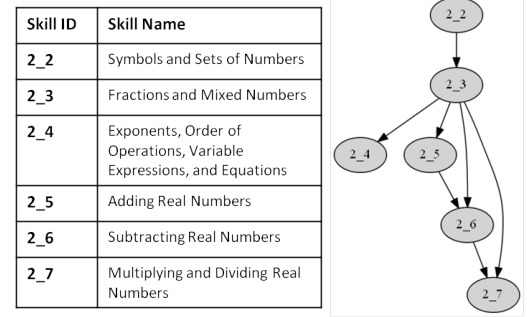 Skill ID Skill Name
2_2 Symbols and Sets of Numbers
2_3 Fractions and Mixed Numbers
2_4 Exponents, Order of
Operations, Variable
Expressions, and Equations
2_5 Adding Real Numbers
2_6 Subtracting Real Numbers
2_7 Multiplying and Dividing Real
Numbers
2_2
2_3
2_4 2_5
2_6
2_7